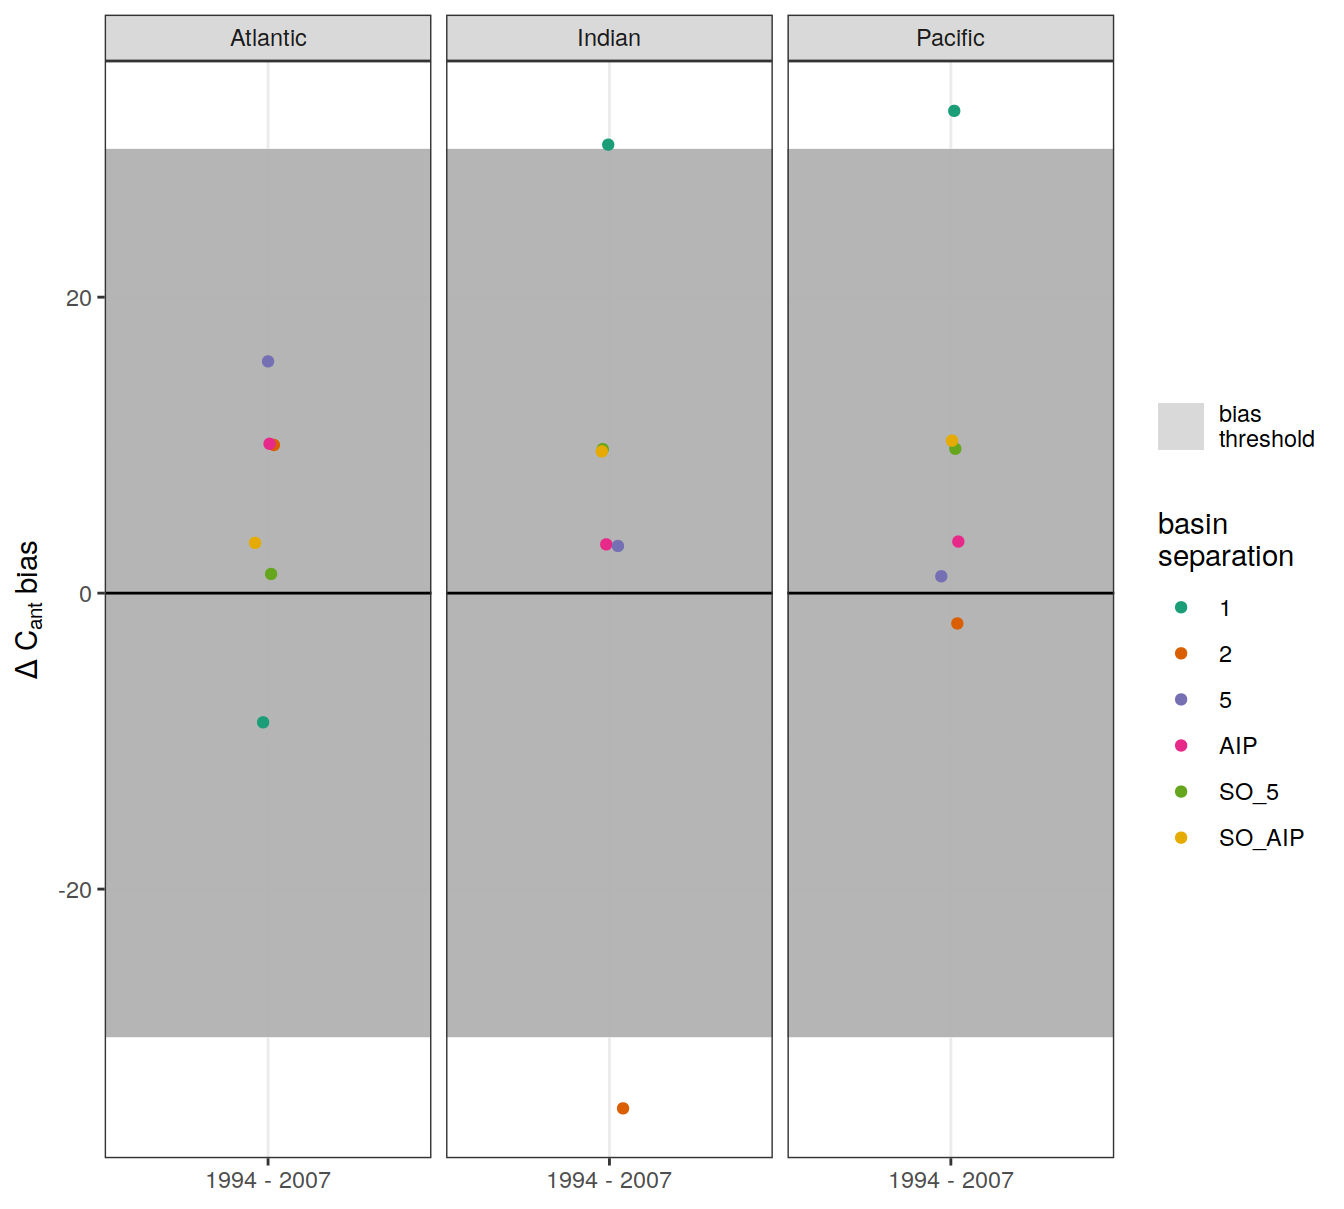 Atlantic
Indian
Pacific
20
0
-20
Δ Cant bias
1994 - 2007
1994 - 2007
1994 - 2007
bias
threshold
basin
separation
1
2
5
AIP
SO_5
SO_AIP